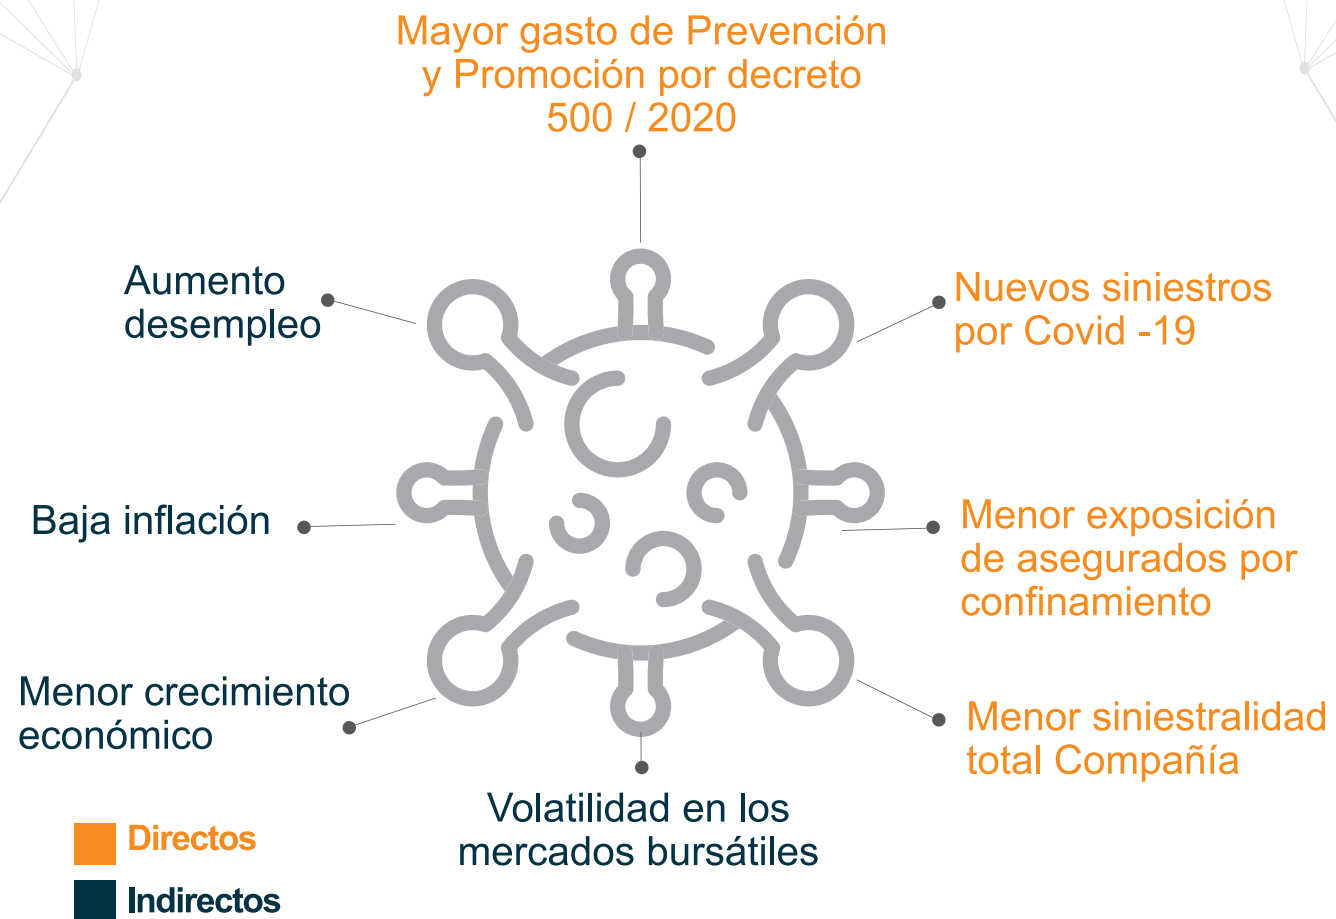 Mayor gasto de Prevención
y Promoción por decreto
500 / 2020
Aumento
desempleo
Nuevos siniestros
por Covid -19
Baja inflación
Menor exposición
de asegurados por
confinamiento
Menor crecimiento
económico
Menor siniestralidad
total Compañía
Volatilidad en los
mercados bursátiles
Directos
Indirectos